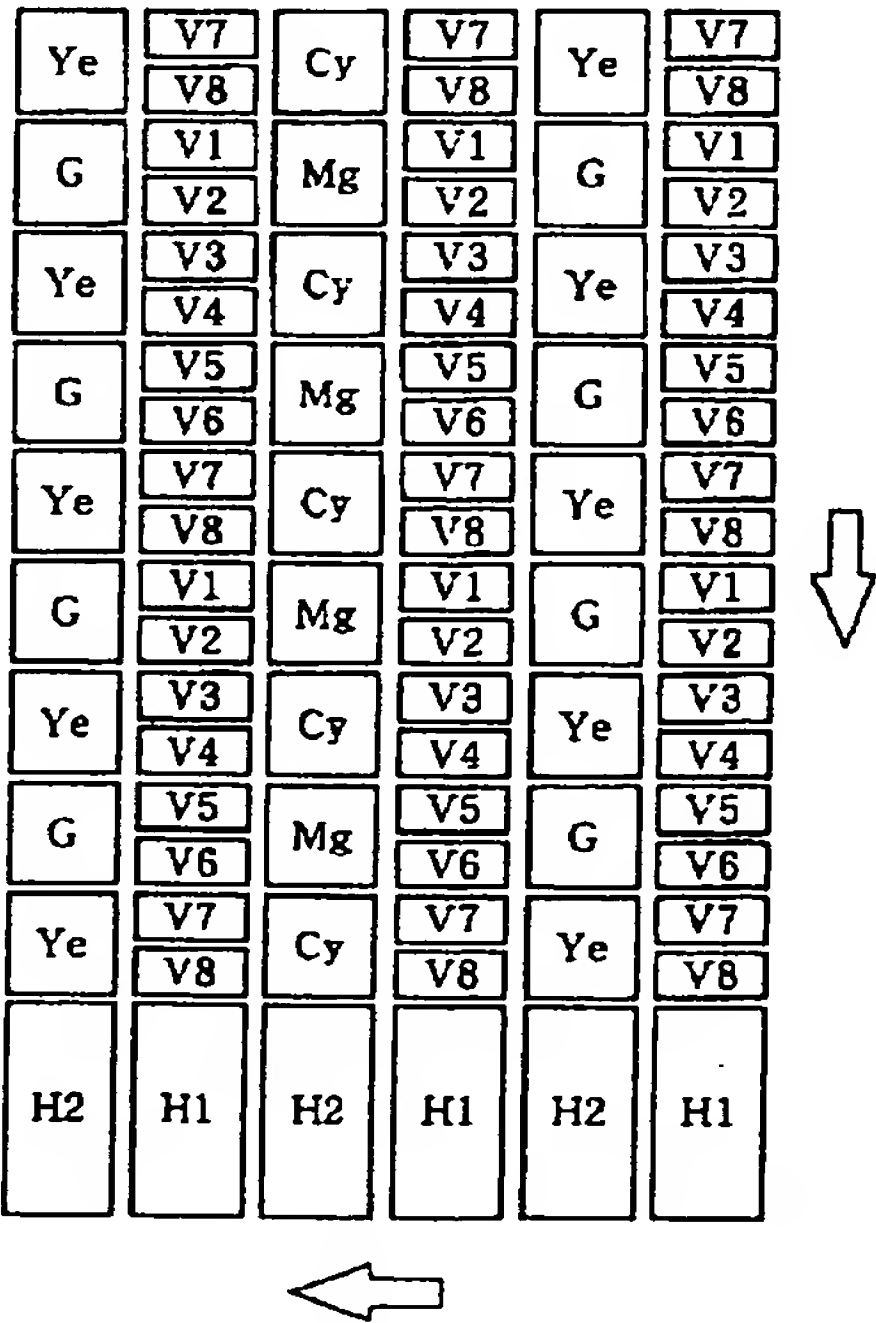 Ye V7 Cy V7 Ye V7
V8 V8 V8
G V1 Mg V1 G V1
V2 V2 V2
Ye V3 Cy V3 Ye V3
V4 V4 V4
G V5 Mg V5 G V5
V6 V6 V6
Ye V7 Cy V7 Ye V7
V8 V8 V8
G V1 Mg V1 G V1
V2 V2 V2
Ye V3 Cy V3 Ye V3
V4 V4 V4
G V5 Mg V5 G V5
V6 V6 V6
Ye V7 Cy V7 Ye V7
V8 V8 V8
H2 H1 H2 H1 H2 H1